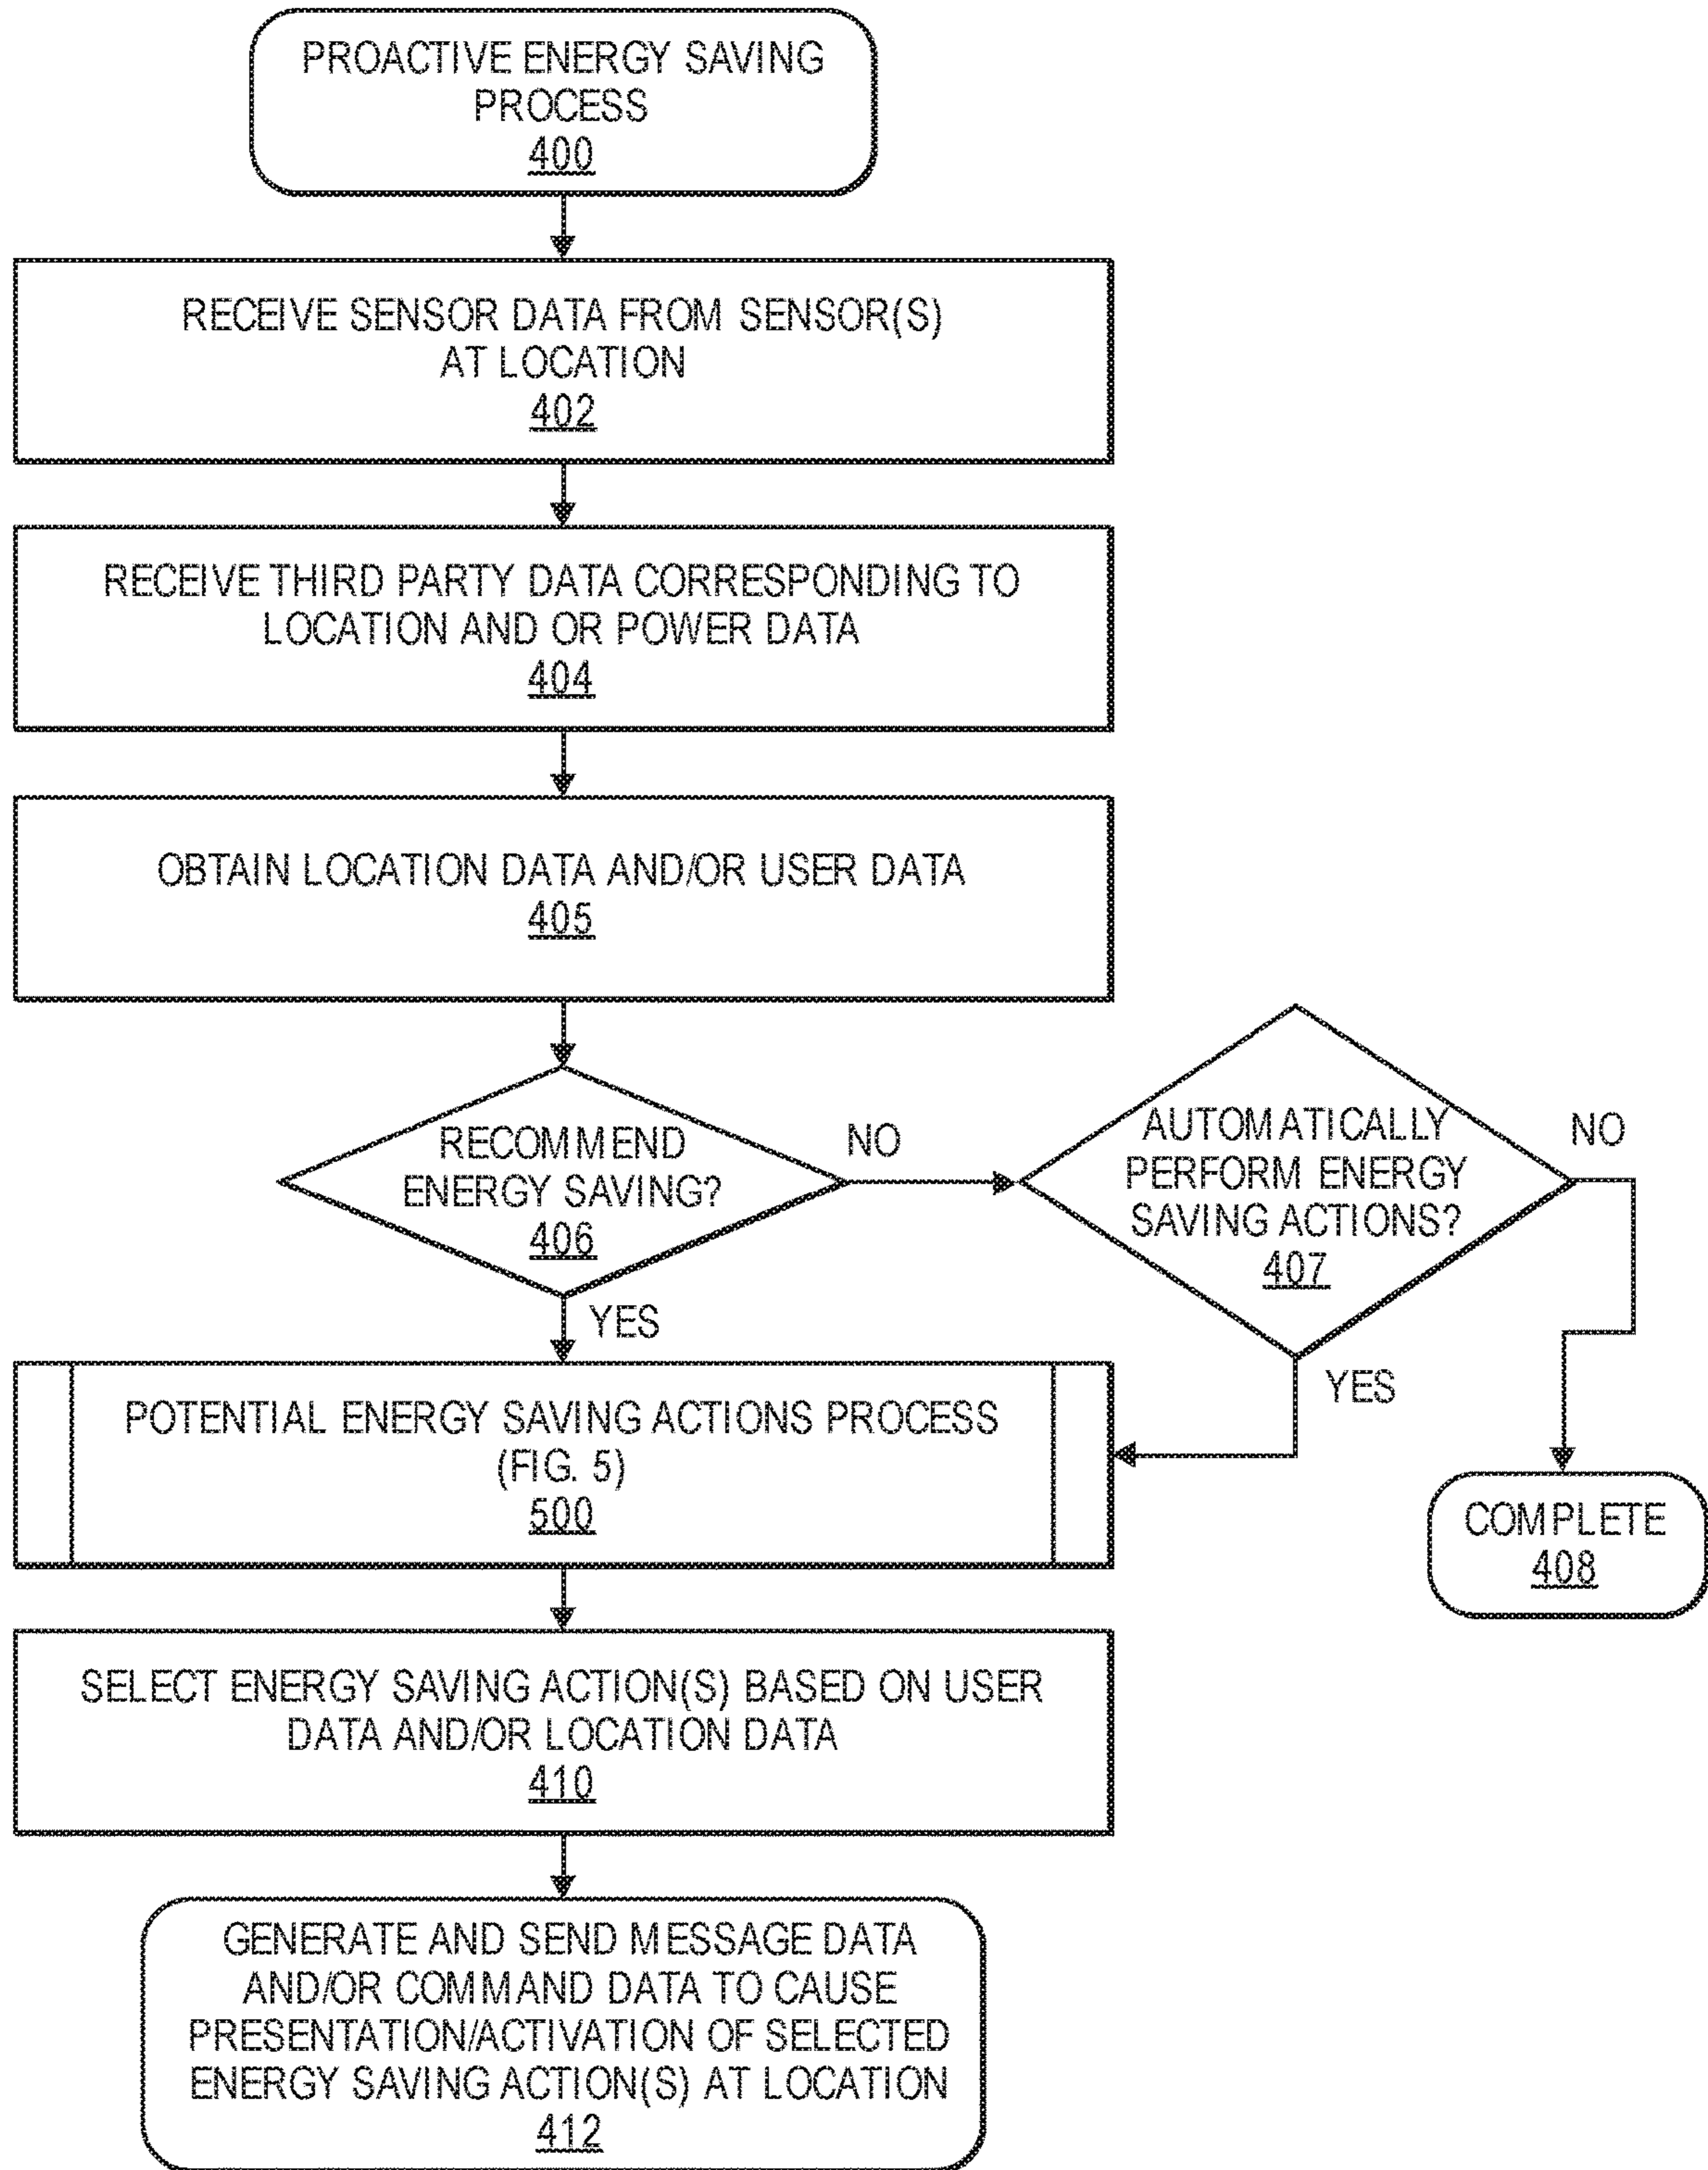 PROACTIVE ENERGY SAVING
PROCESS
400
RECEIVE SENSOR DATA FROM SENSOR(S)
AT LOCATION
402
RECEIVE THIRD PARTY DATA CORRESPONDING TO
LOCATION AND OR POWER DATA
404
OBTAIN LOCATION DATA AND/OR USER DATA
405
RECOMMEND
ENERGY SAVING?
406
NO
AUTOMATICALLY
PERFORM ENERGY
SAVING ACTIONS?
407
NO
YES
YES
POTENTIAL ENERGY SAVING ACTIONS PROCESS
(FIG. 5)
500
COMPLETE
408
SELECT ENERGY SAVING ACTION(S) BASED ON USER
DATA AND/OR LOCATION DATA
410
GENERATE AND SEND MESSAGE DATA
AND/OR COMMAND DATA TO CAUSE
PRESENTATION/ACTIVATION OF SELECTED
ENERGY SAVING ACTION(S) AT LOCATION
412